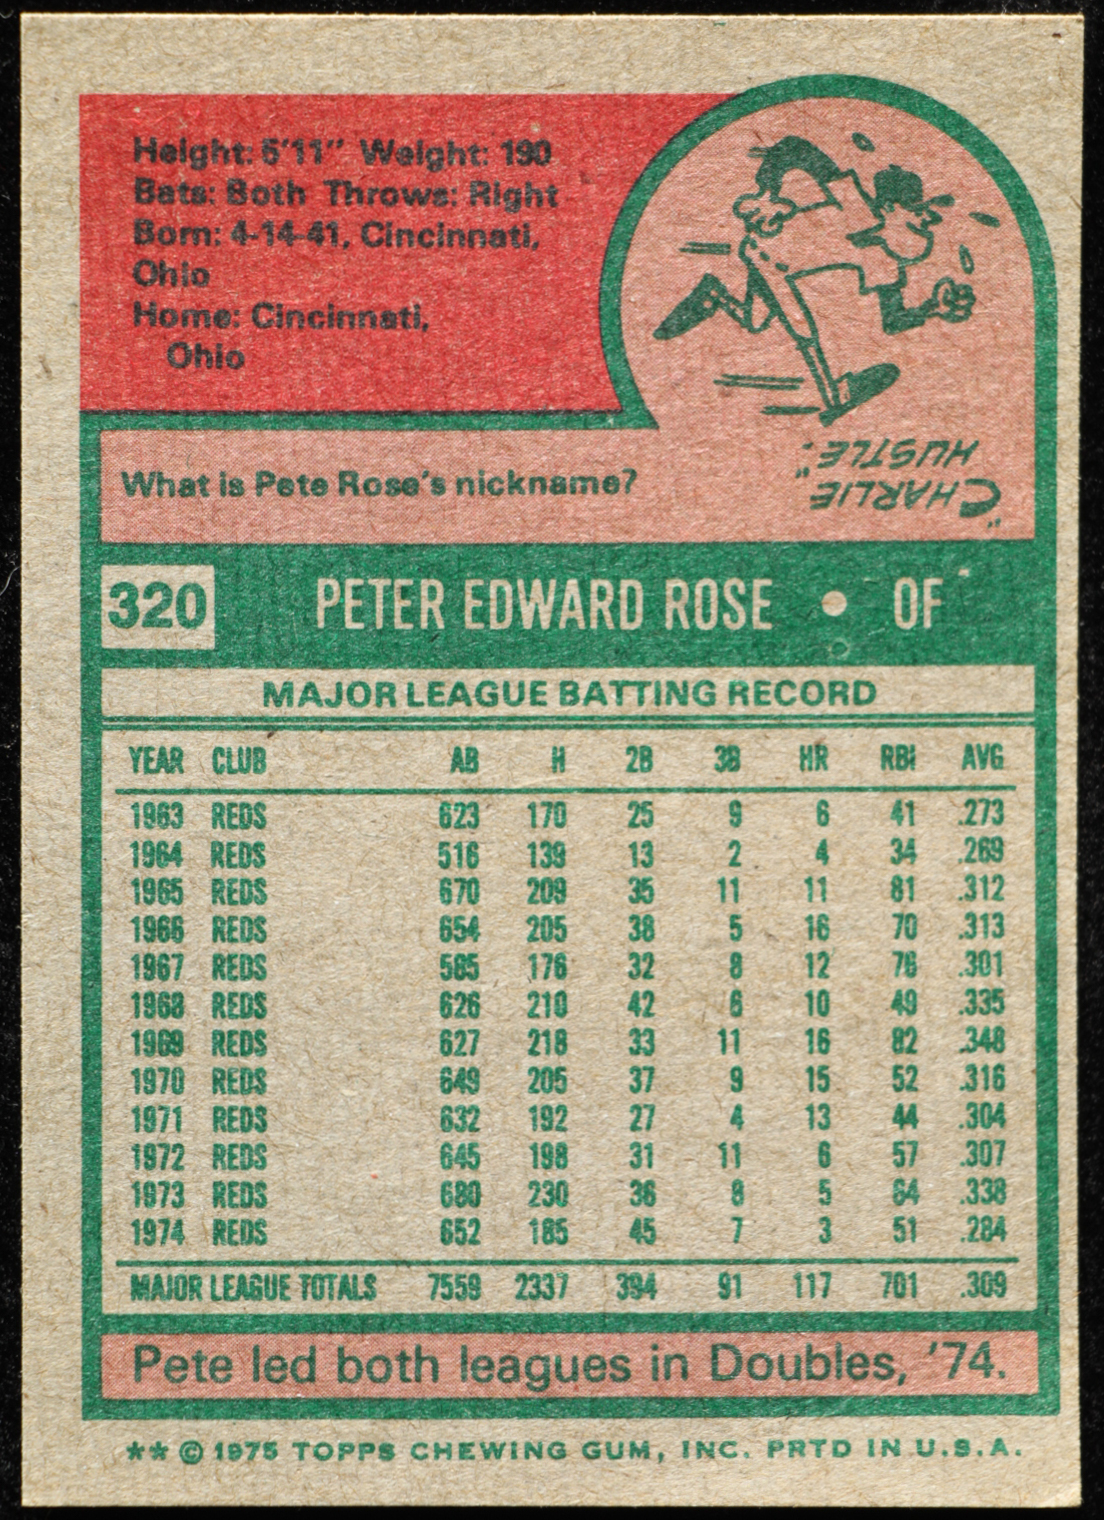 Height: 5'11" Weight: 190
Bats: Both Throws: Right
Born: 4-14-41, Cincinnati,
Ohio
Home: Cincinnati,
Ohio
What is Pete Rose's nickname?
"CHARLIE"
HUSTLE.
320 PETER EDWARD ROSE • OF
MAJOR LEAGUE BATTING RECORD
YEAR CLUB AB H 2B 3B HR RBI AVG
1963 REDS 623 170 25 9 6 41 .273
1964 REDS 516 139 13 2 4 34 .269
1965 REDS 670 209 35 11 11 81 .312
1966 REDS 654 205 38 5 16 70 .313
1967 REDS 585 176 32 8 12 76 .301
1968 REDS 626 210 42 6 10 49 .335
1969 REDS 627 218 33 11 16 82 .348
1970 REDS 649 205 37 9 15 52 .316
1971 REDS 632 192 27 4 13 44 .304
1972 REDS 645 198 31 11 6 57 .307
1973 REDS 680 230 36 8 5 64 .338
1974 REDS 652 185 45 7 3 51 .284
MAJOR LEAGUE TOTALS 7559 2337 394 91 117 701 .309
Pete led both leagues in Doubles, '74.
** © 1975 TOPPS CHEWING GUM, INC. PRTD IN U.S.A.